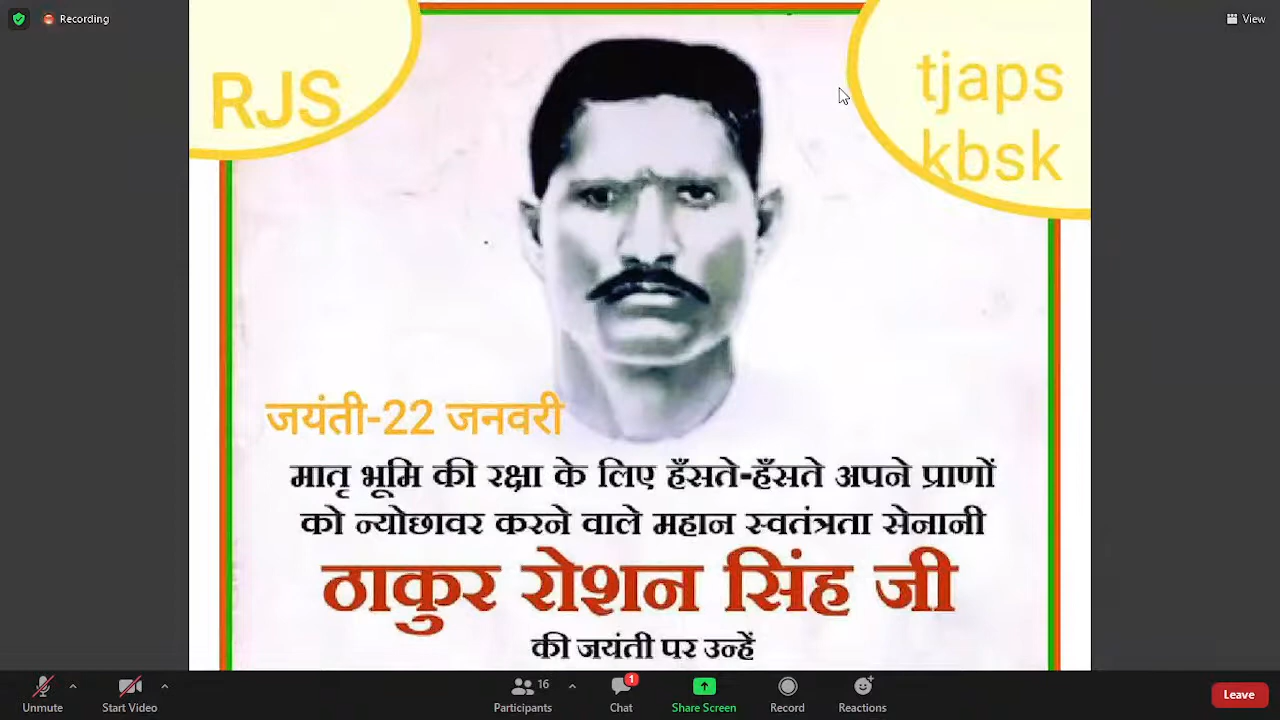 Recording
View
RJS
tjaps
kbsk
जयंती-22 जनवरी
मातृ भूमि की रक्षा के लिए हँसते-हँसते अपने प्राणों
को न्योछावर करने वाले महान स्वतंत्रता सेनानी
ठाकुर रोशन सिंह जी
की जयंती पर उन्हें
16
1
Unmute
Start Video
Participants
Chat
Share Screen
Record
Reactions
Leave